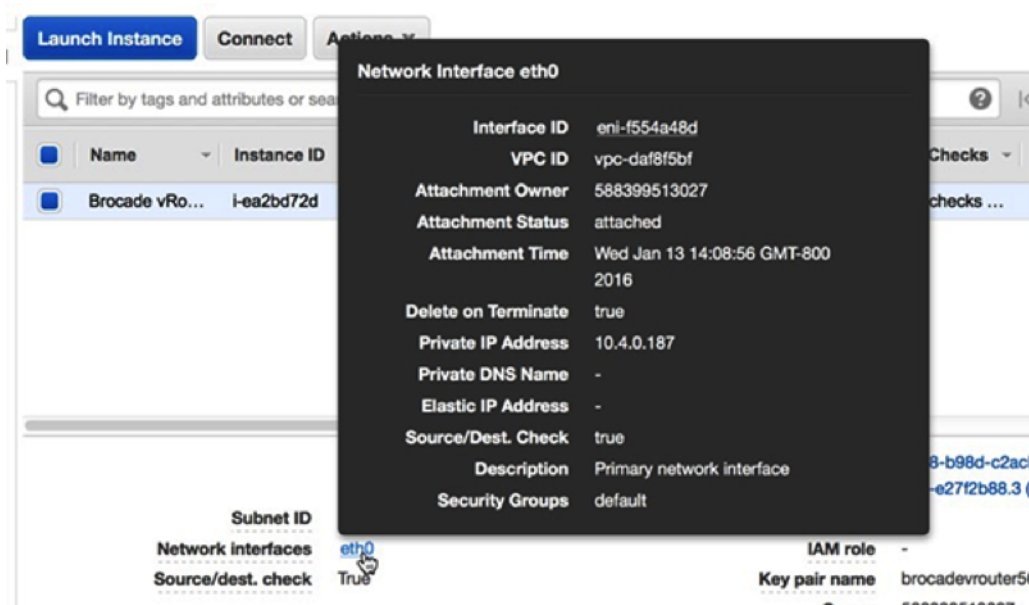 Launch Instance Connect Actions
Network Interface eth0
Filter by tags and attributes or sea
Interface ID eni-f554a48d
Name Instance ID Checks
VPC ID vpc-daf8f5bf
Attachment Owner 588399513027
Brocade vRo... i-ea2bd72d checks ...
Attachment Status attached
Attachment Time Wed Jan 13 14:08:56 GMT-800
2016
Delete on Terminate true
Private IP Address 10.4.0.187
Private DNS Name -
Elastic IP Address -
Source/Dest. Check true
Description Primary network interface
8-b98d-c2ac
Security Groups default
-e27f2b88.3 (
Subnet ID
Network interfaces eth0 IAM role -
Source/dest. check True Key pair name brocadevrouter5